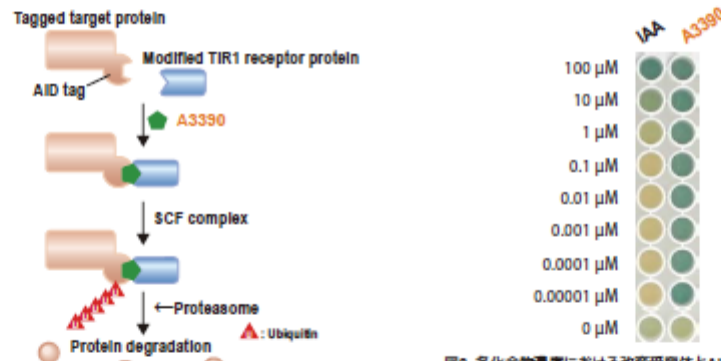 Tagged target protein
Modified TIR1 receptor protein
AID tag
A3390
SCF complex
←Proteasome
: Ubiquitin
Protein degradation
IAA
A3390
100 µM
10 µM
1 µM
0.1 µM
0.01 µM
0.001 µM
0.0001 µM
0.00001 µM
0 µM